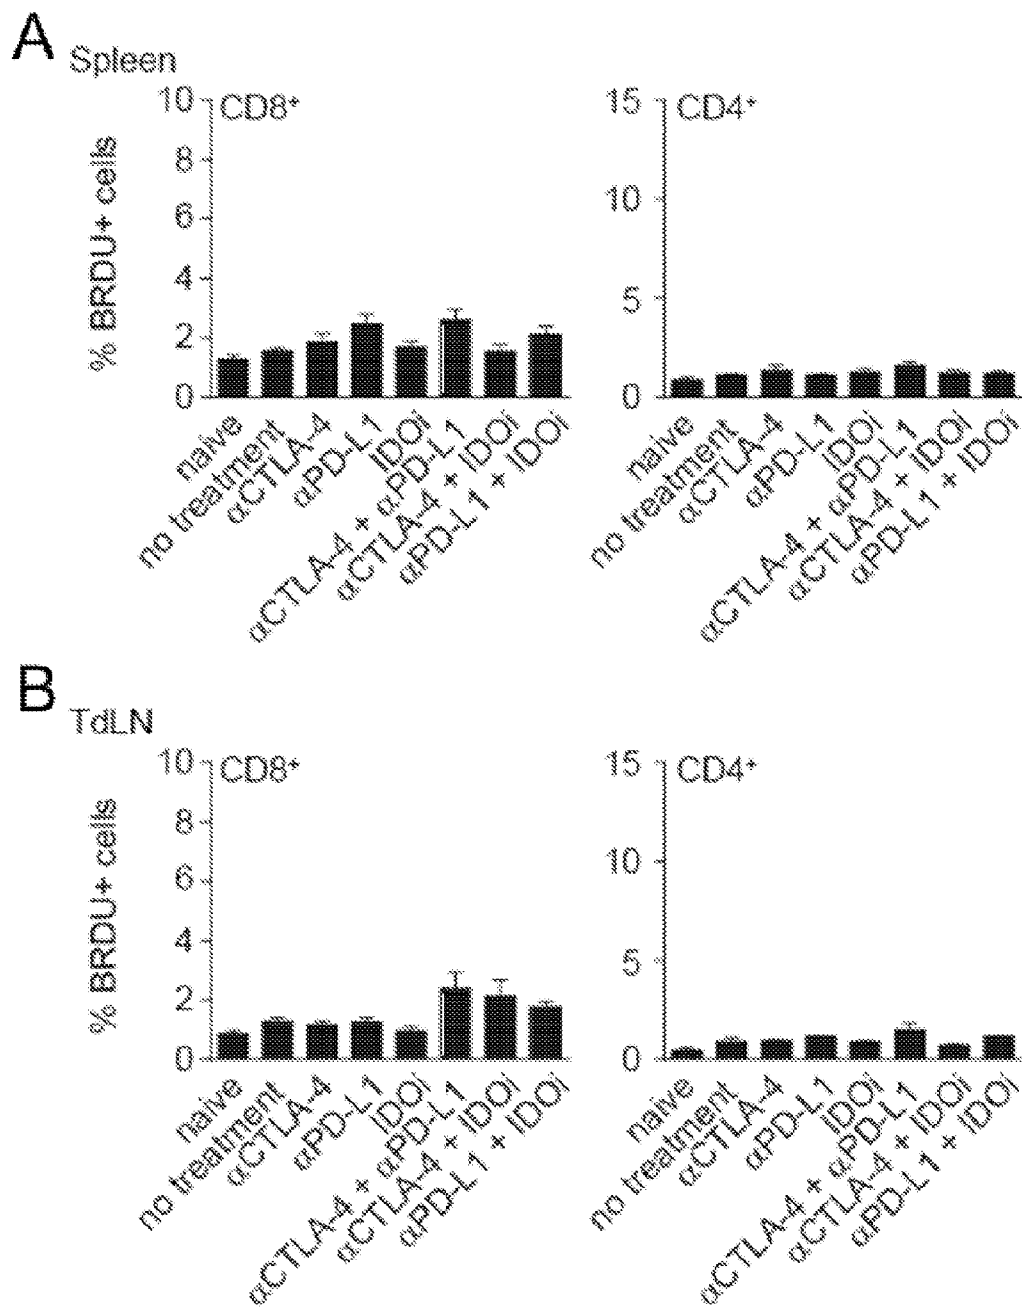 A
Spleen
10
CD8+
8
6
4
2
0
% BRDU+ cells
naive
no treatment
αCTLA-4
αPD-L1
IDOi
αCTLA-4 + αPD-L1
αCTLA-4 + IDOi
αPD-L1 + IDOi
15
CD4+
10
5
0
naive
no treatment
αCTLA-4
αPD-L1
IDOi
αCTLA-4 + αPD-L1
αCTLA-4 + IDOi
αPD-L1 + IDOi
B
TdLN
10
CD8+
8
6
4
2
0
% BRDU+ cells
naive
no treatment
αCTLA-4
αPD-L1
IDOi
αCTLA-4 + αPD-L1
αCTLA-4 + IDOi
αPD-L1 + IDOi
15
CD4+
10
5
0
naive
no treatment
αCTLA-4
αPD-L1
IDOi
αCTLA-4 + αPD-L1
αCTLA-4 + IDOi
αPD-L1 + IDOi